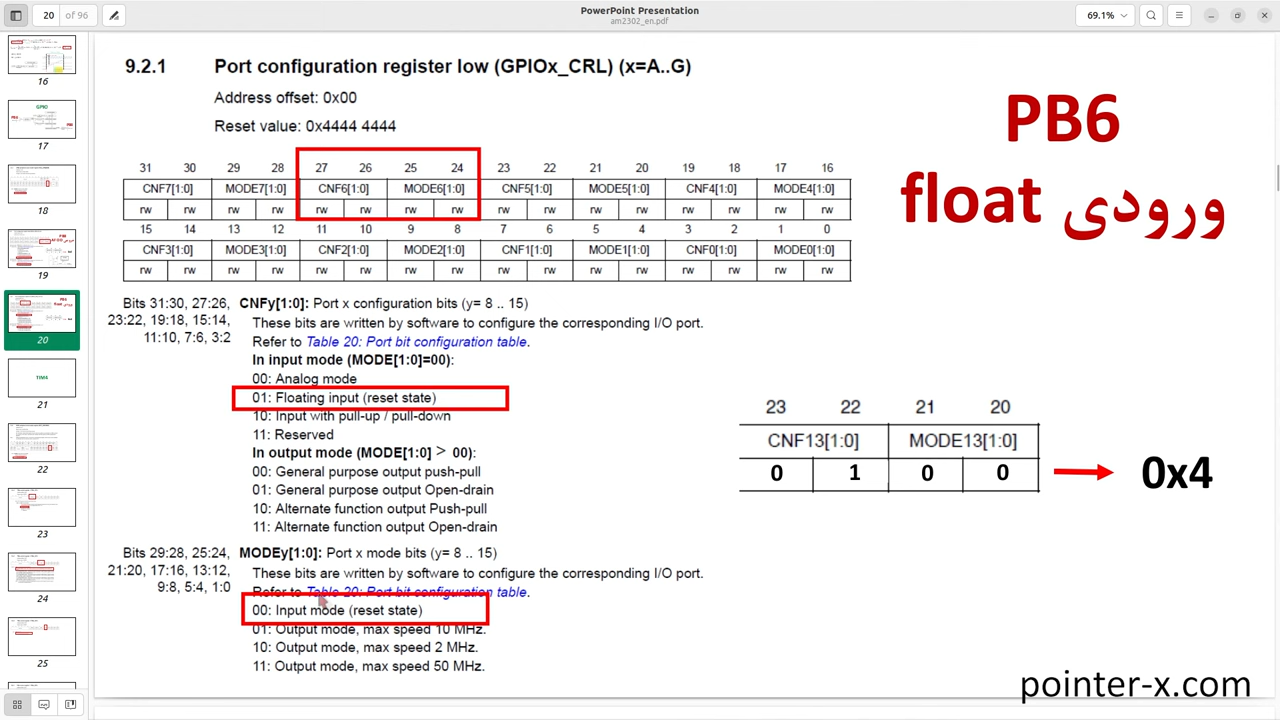 PowerPoint Presentation
am2302_en.pdf
20 of 96
69.1%
16
GPIO
17
18
19
20
TIM4
21
22
23
24
25
9.2.1 Port configuration register low (GPIOx_CRL) (x=A..G)
Address offset: 0x00
Reset value: 0x4444 4444
31 30 29 28 27 26 25 24 23 22 21 20 19 18 17 16
CNF7[1:0] MODE7[1:0] CNF6[1:0] MODE6[1:0] CNF5[1:0] MODE5[1:0] CNF4[1:0] MODE4[1:0]
rw rw rw rw rw rw rw rw rw rw rw rw rw rw rw rw
15 14 13 12 11 10 9 8 7 6 5 4 3 2 1 0
CNF3[1:0] MODE3[1:0] CNF2[1:0] MODE2[1:0] CNF1[1:0] MODE1[1:0] CNF0[1:0] MODE0[1:0]
rw rw rw rw rw rw rw rw rw rw rw rw rw rw rw rw
Bits 31:30, 27:26, CNFy[1:0]: Port x configuration bits (y= 8 .. 15)
23:22, 19:18, 15:14, These bits are written by software to configure the corresponding I/O port.
11:10, 7:6, 3:2 Refer to Table 20: Port bit configuration table.
In input mode (MODE[1:0]=00):
00: Analog mode
01: Floating input (reset state)
10: Input with pull-up / pull-down
11: Reserved
In output mode (MODE[1:0] > 00):
00: General purpose output push-pull
01: General purpose output Open-drain
10: Alternate function output Push-pull
11: Alternate function output Open-drain
Bits 29:28, 25:24, MODEy[1:0]: Port x mode bits (y= 8 .. 15)
21:20, 17:16, 13:12, These bits are written by software to configure the corresponding I/O port.
9:8, 5:4, 1:0 Refer to Table 20: Port bit configuration table.
00: Input mode (reset state)
01: Output mode, max speed 10 MHz.
10: Output mode, max speed 2 MHz.
11: Output mode, max speed 50 MHz.
PB6
ورودی float
23 22 21 20
CNF13[1:0] MODE13[1:0]
0 1 0 0 0x4
pointer-x.com